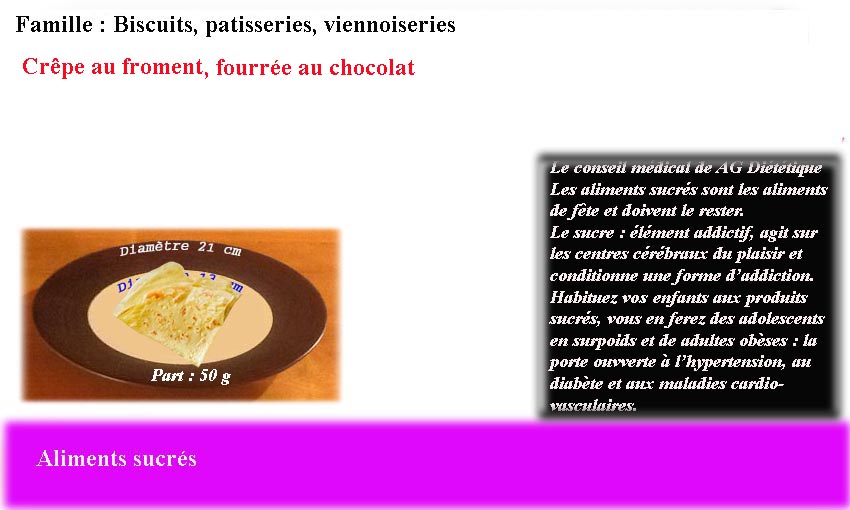 Famille : Biscuits, patisseries, viennoiseries
Crêpe au froment, fourrée au chocolat
Le conseil médical de AG Diététique
Les aliments sucrés sont les aliments
de fête et doivent le rester.
Le sucre : élément addictif, agit sur
les centres cérébraux du plaisir et
conditionne une forme d’addiction.
Habituez vos enfants aux produits
sucrés, vous en ferez des adolescents
en surpoids et de adultes obèses : la
porte ouvverte à l’hypertension, au
diabète et aux maladies cardio-
vasculaires.
Diamètre 21 cm
Part : 50 g
Aliments sucrés